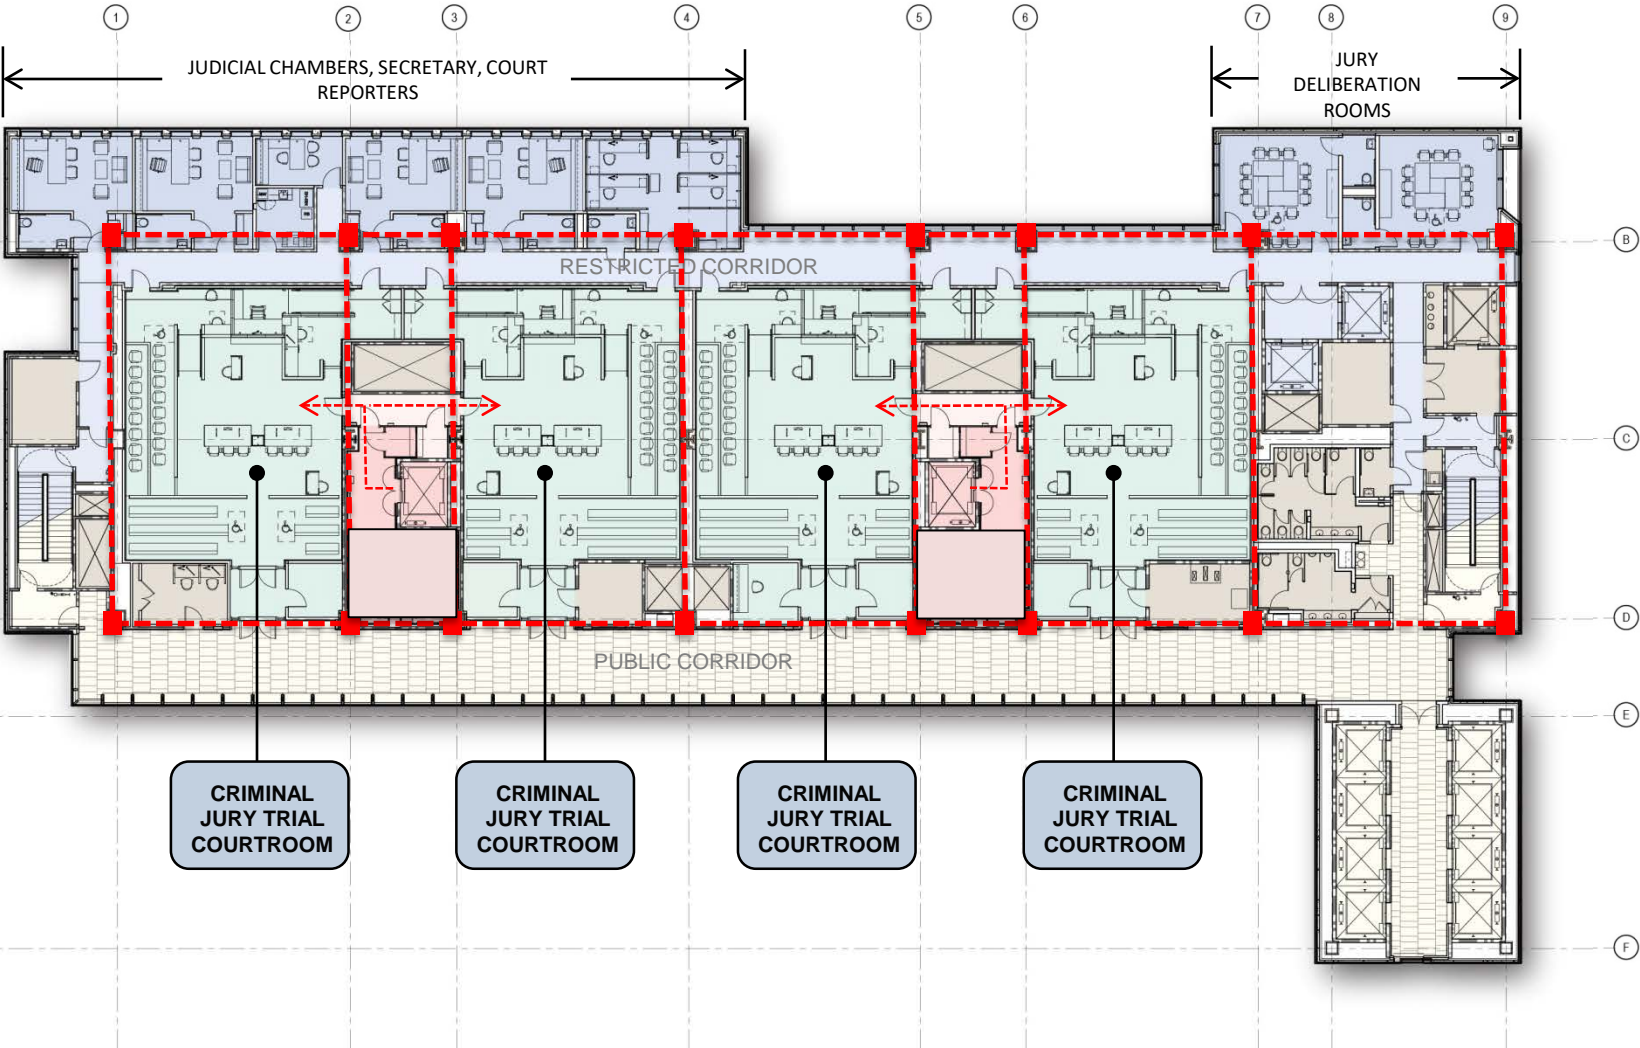 1
2
3
4
5
6
7
8
9
JUDICIAL CHAMBERS, SECRETARY, COURT
REPORTERS
JURY
DELIBERATION
ROOMS
B
RESTRICTED CORRIDOR
C
D
PUBLIC CORRIDOR
E
CRIMINAL
JURY TRIAL
COURTROOM
CRIMINAL
JURY TRIAL
COURTROOM
CRIMINAL
JURY TRIAL
COURTROOM
CRIMINAL
JURY TRIAL
COURTROOM
F